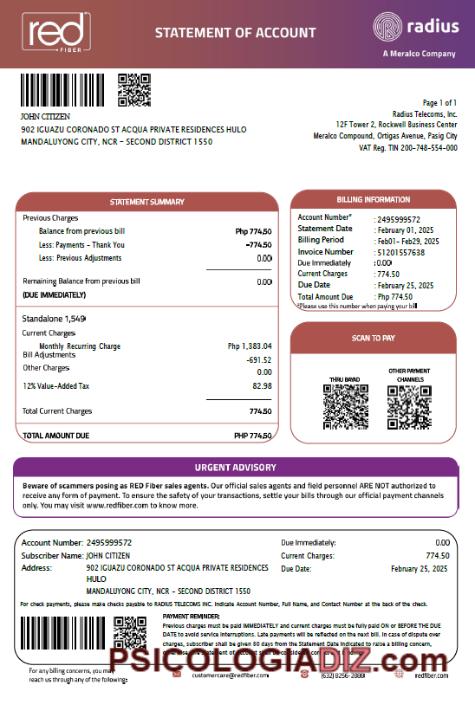 red
FIBER
STATEMENT OF ACCOUNT
radius
A Meralco Company
JOHN CITIZEN
902 IGUAZU CORONADO ST ACQUA PRIVATE RESIDENCES HULO
MANDALUYONG CITY, NCR - SECOND DISTRICT 1550
Page 1 of 1
Radius Telecoms, Inc.
12F Tower 2, Rockwell Business Center
Meralco Compound, Ortigas Avenue, Pasig City
VAT Reg. TIN 200-748-554-000
STATEMENT SUMMARY
Previous Charges
Balance from previous bill Php 774.50
Less: Payments - Thank You -774.50
Less: Previous Adjustments 0.00
Remaining Balance from previous bill 0.00
(DUE IMMEDIATELY)
Standalone 1,549
Current Charges
Monthly Recurring Charge Php 1,383.04
Bill Adjustments -691.52
Other Charges 0.00
12% Value-Added Tax 82.98
Total Current Charges 774.50
TOTAL AMOUNT DUE PHP 774.50
BILLING INFORMATION
Account Number* : 2495999572
Statement Date : February 01, 2025
Billing Period : Feb01- Feb29, 2025
Invoice Number : 51201557638
Due Immediately : 0.00
Current Charges : 774.50
Due Date : February 25, 2025
Total Amount Due : Php 774.50
*Please use this number when paying your bill
SCAN TO PAY
THRU BAYAD
OTHER PAYMENT
CHANNELS
URGENT ADVISORY
Beware of scammers posing as RED Fiber sales agents. Our official sales agents and field personnel ARE NOT authorized to
receive any form of payment. To ensure the safety of your transactions, settle your bills through our official payment channels
only. You may visit www.redfiber.com to know more.
Account Number: 2495999572
Subscriber Name: JOHN CITIZEN
Address: 902 IGUAZU CORONADO ST ACQUA PRIVATE RESIDENCES
HULO
MANDALUYONG CITY, NCR - SECOND DISTRICT 1550
Due Immediately: 0.00
Current Charges: 774.50
Due Date: February 25, 2025
For check payments, please make checks payable to RADIUS TELECOMS INC. Indicate Account Number, Full Name, and Contact Number at the back of the check.
PAYMENT REMINDER:
Previous charges must be paid IMMEDIATELY and current charges must be fully paid ON or BEFORE THE DUE
DATE to avoid service interruptions. Late payments will be reflected on the next bill. In case of dispute over
charges, subscriber shall be given 60 days from the Statement Date indicated to raise a billing concern,
PSICOLOGIADIZ.com
For any billing concerns, you may
reach us through any of the following:
customercare@redfiber.com
redfiber.com